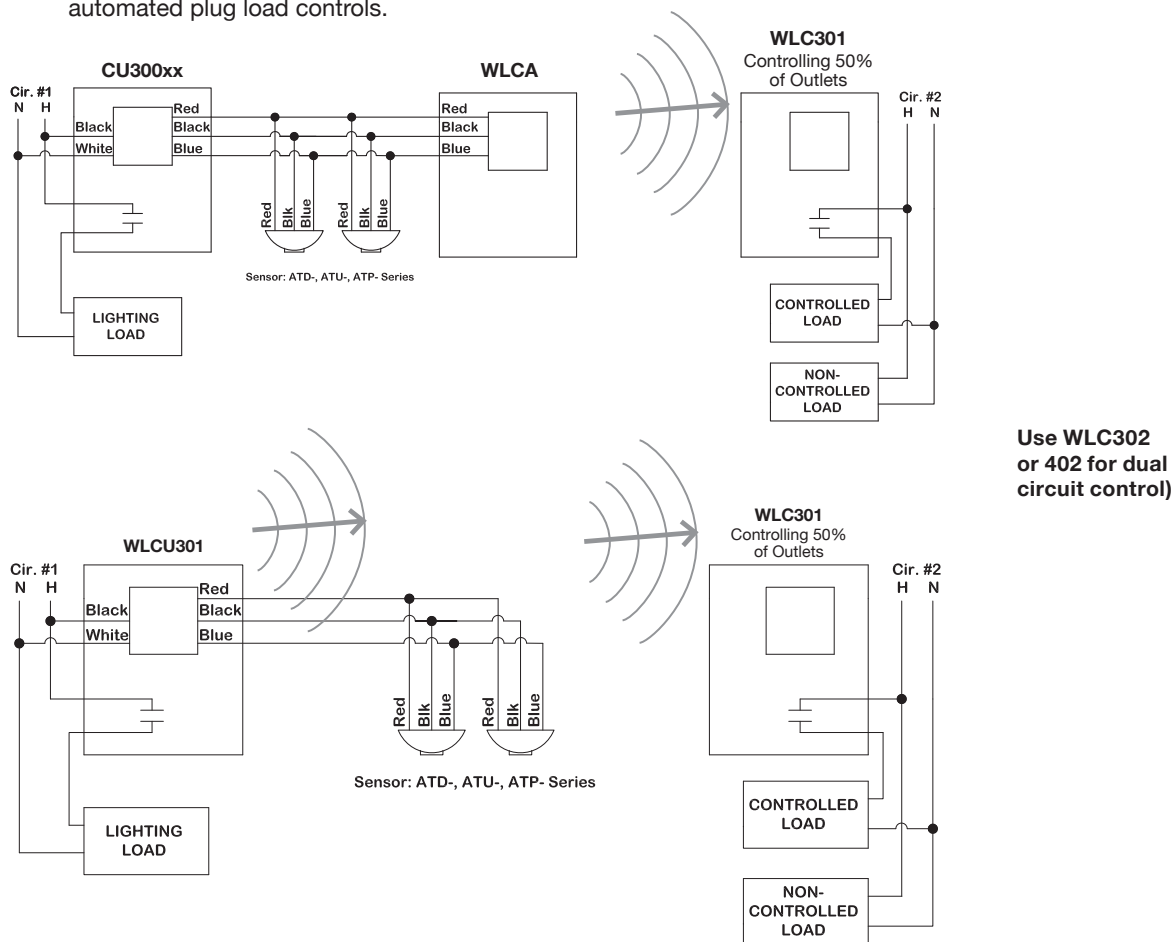 automated plug load controls.
WLC301
Controlling 50%
of Outlets
CU300xx
WLCA
Cir. #1
N H
Cir. #2
H N
Red
Black
Blue
Black
White
Red
Black
Blue
Red
Blk
Blue
Red
Blk
Blue
Sensor: ATD-, ATU-, ATP- Series
LIGHTING
LOAD
CONTROLLED
LOAD
NON-
CONTROLLED
LOAD
Use WLC302
or 402 for dual
circuit control)
WLCU301
WLC301
Controlling 50%
of Outlets
Cir. #1
N H
Cir. #2
H N
Black
White
Red
Black
Blue
Red
Blk
Blue
Red
Blk
Blue
Sensor: ATD-, ATU-, ATP- Series
LIGHTING
LOAD
CONTROLLED
LOAD
NON-
CONTROLLED
LOAD